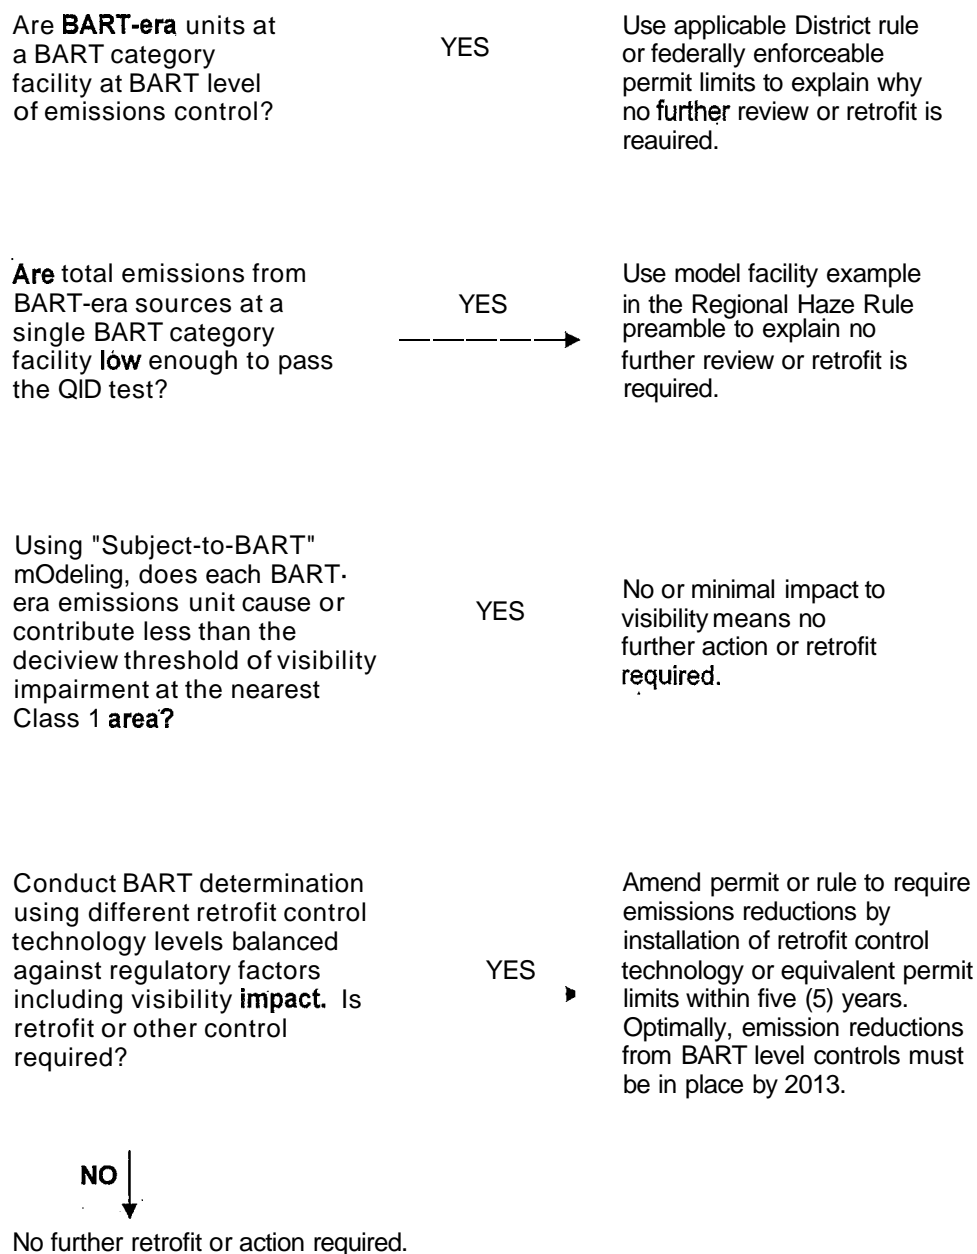 Are BART-era units at
a BART category
facility at BART level
of emissions control?
YES
Use applicable District rule
or federally enforceable
permit limits to explain why
no further review or retrofit is
reauired.
Are total emissions from
BART-era sources at a
single BART category
facility low enough to pass
the QID test?
YES
Use model facility example
in the Regional Haze Rule
preamble to explain no
further review or retrofit is
required.
Using "Subject-to-BART"
mOdeling, does each BART·
era emissions unit cause or
contribute less than the
deciview threshold of visibility
impairment at the nearest
Class 1 area?
YES
No or minimal impact to
visibility means no
further action or retrofit
required.
Conduct BART determination
using different retrofit control
technology levels balanced
against regulatory factors
including visibility impact. Is
retrofit or other control
required?
YES
Amend permit or rule to require
emissions reductions by
installation of retrofit control
technology or equivalent permit
limits within five (5) years.
Optimally, emission reductions
from BART level controls must
be in place by 2013.
NO
No further retrofit or action required.